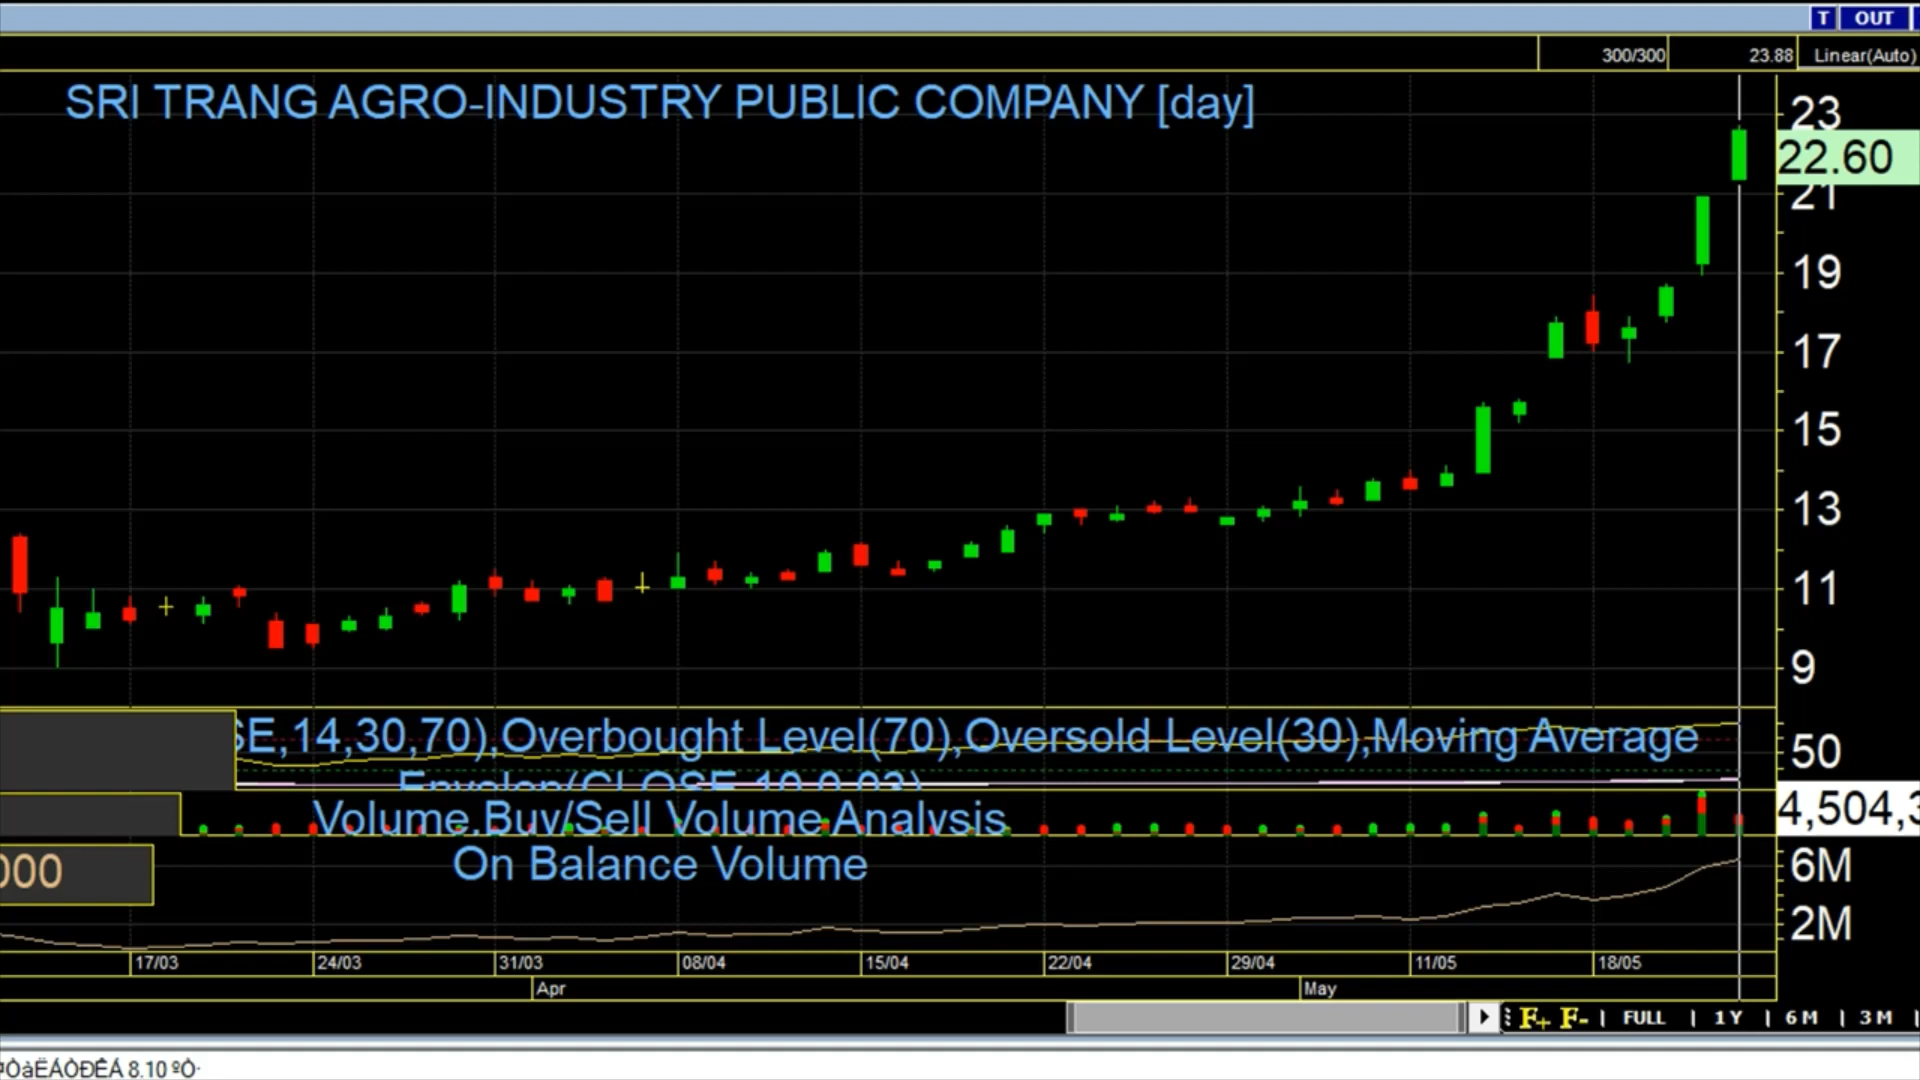 T OUT
300/300 23.88 Linear(Auto)
SRI TRANG AGRO-INDUSTRY PUBLIC COMPANY [day]
23
22.60
21
19
17
15
13
11
9
SE,14,30,70),Overbought Level(70),Oversold Level(30),Moving Average
50
Volume,Buy/Sell Volume Analysis
4,504,3
000
On Balance Volume
6M
2M
17/03 24/03 31/03 08/04 15/04 22/04 29/04 11/05 18/05
Apr May
F+ F- | FULL | 1Y | 6M | 3M |
8.10